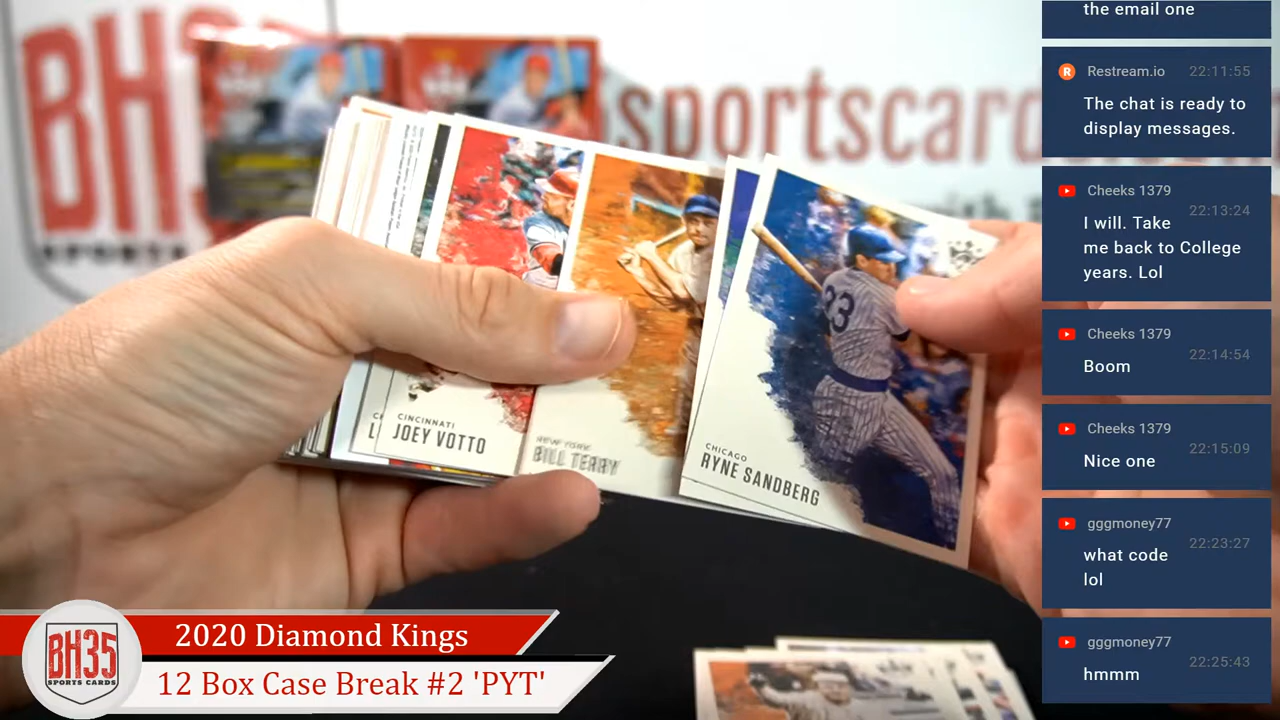 BH
SPORTS CARDS
sportscard
CINCINNATI
JOEY VOTTO
NEW YORK
BILL TERRY
23
CHICAGO
RYNE SANDBERG
the email one
Restream.io 22:11:55
The chat is ready to
display messages.
Cheeks 1379
22:13:24
I will. Take
me back to College
years. Lol
Cheeks 1379
22:14:54
Boom
Cheeks 1379
22:15:09
Nice one
gggmoney77
22:23:27
what code
lol
gggmoney77
22:25:43
hmmm
BH35
SPORTS CARDS
2020 Diamond Kings
12 Box Case Break #2 'PYT'